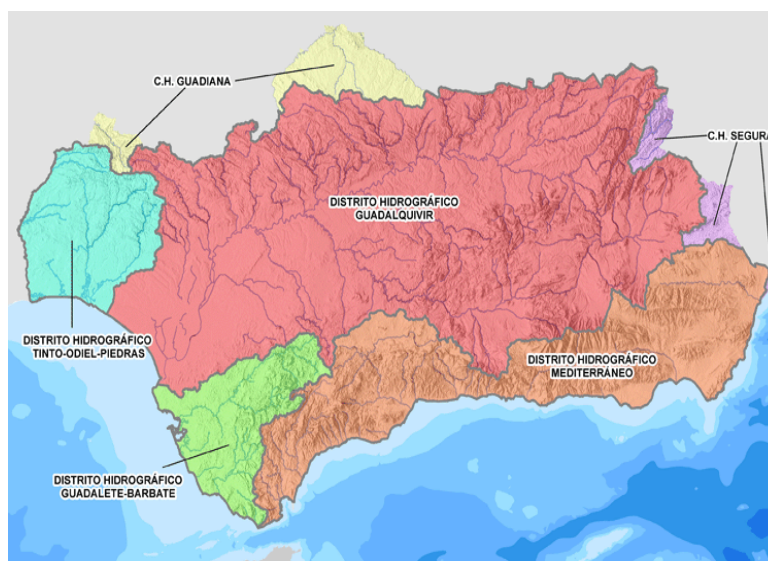 C.H. GUADIANA
C.H. SEGURA
DISTRITO HIDROGRÁFICO
GUADALQUIVIR
DISTRITO HIDROGRÁFICO
TINTO-ODIEL-PIEDRAS
DISTRITO HIDROGRÁFICO
MEDITERRÁNEO
DISTRITO HIDROGRÁFICO
GUADALETE-BARBATE